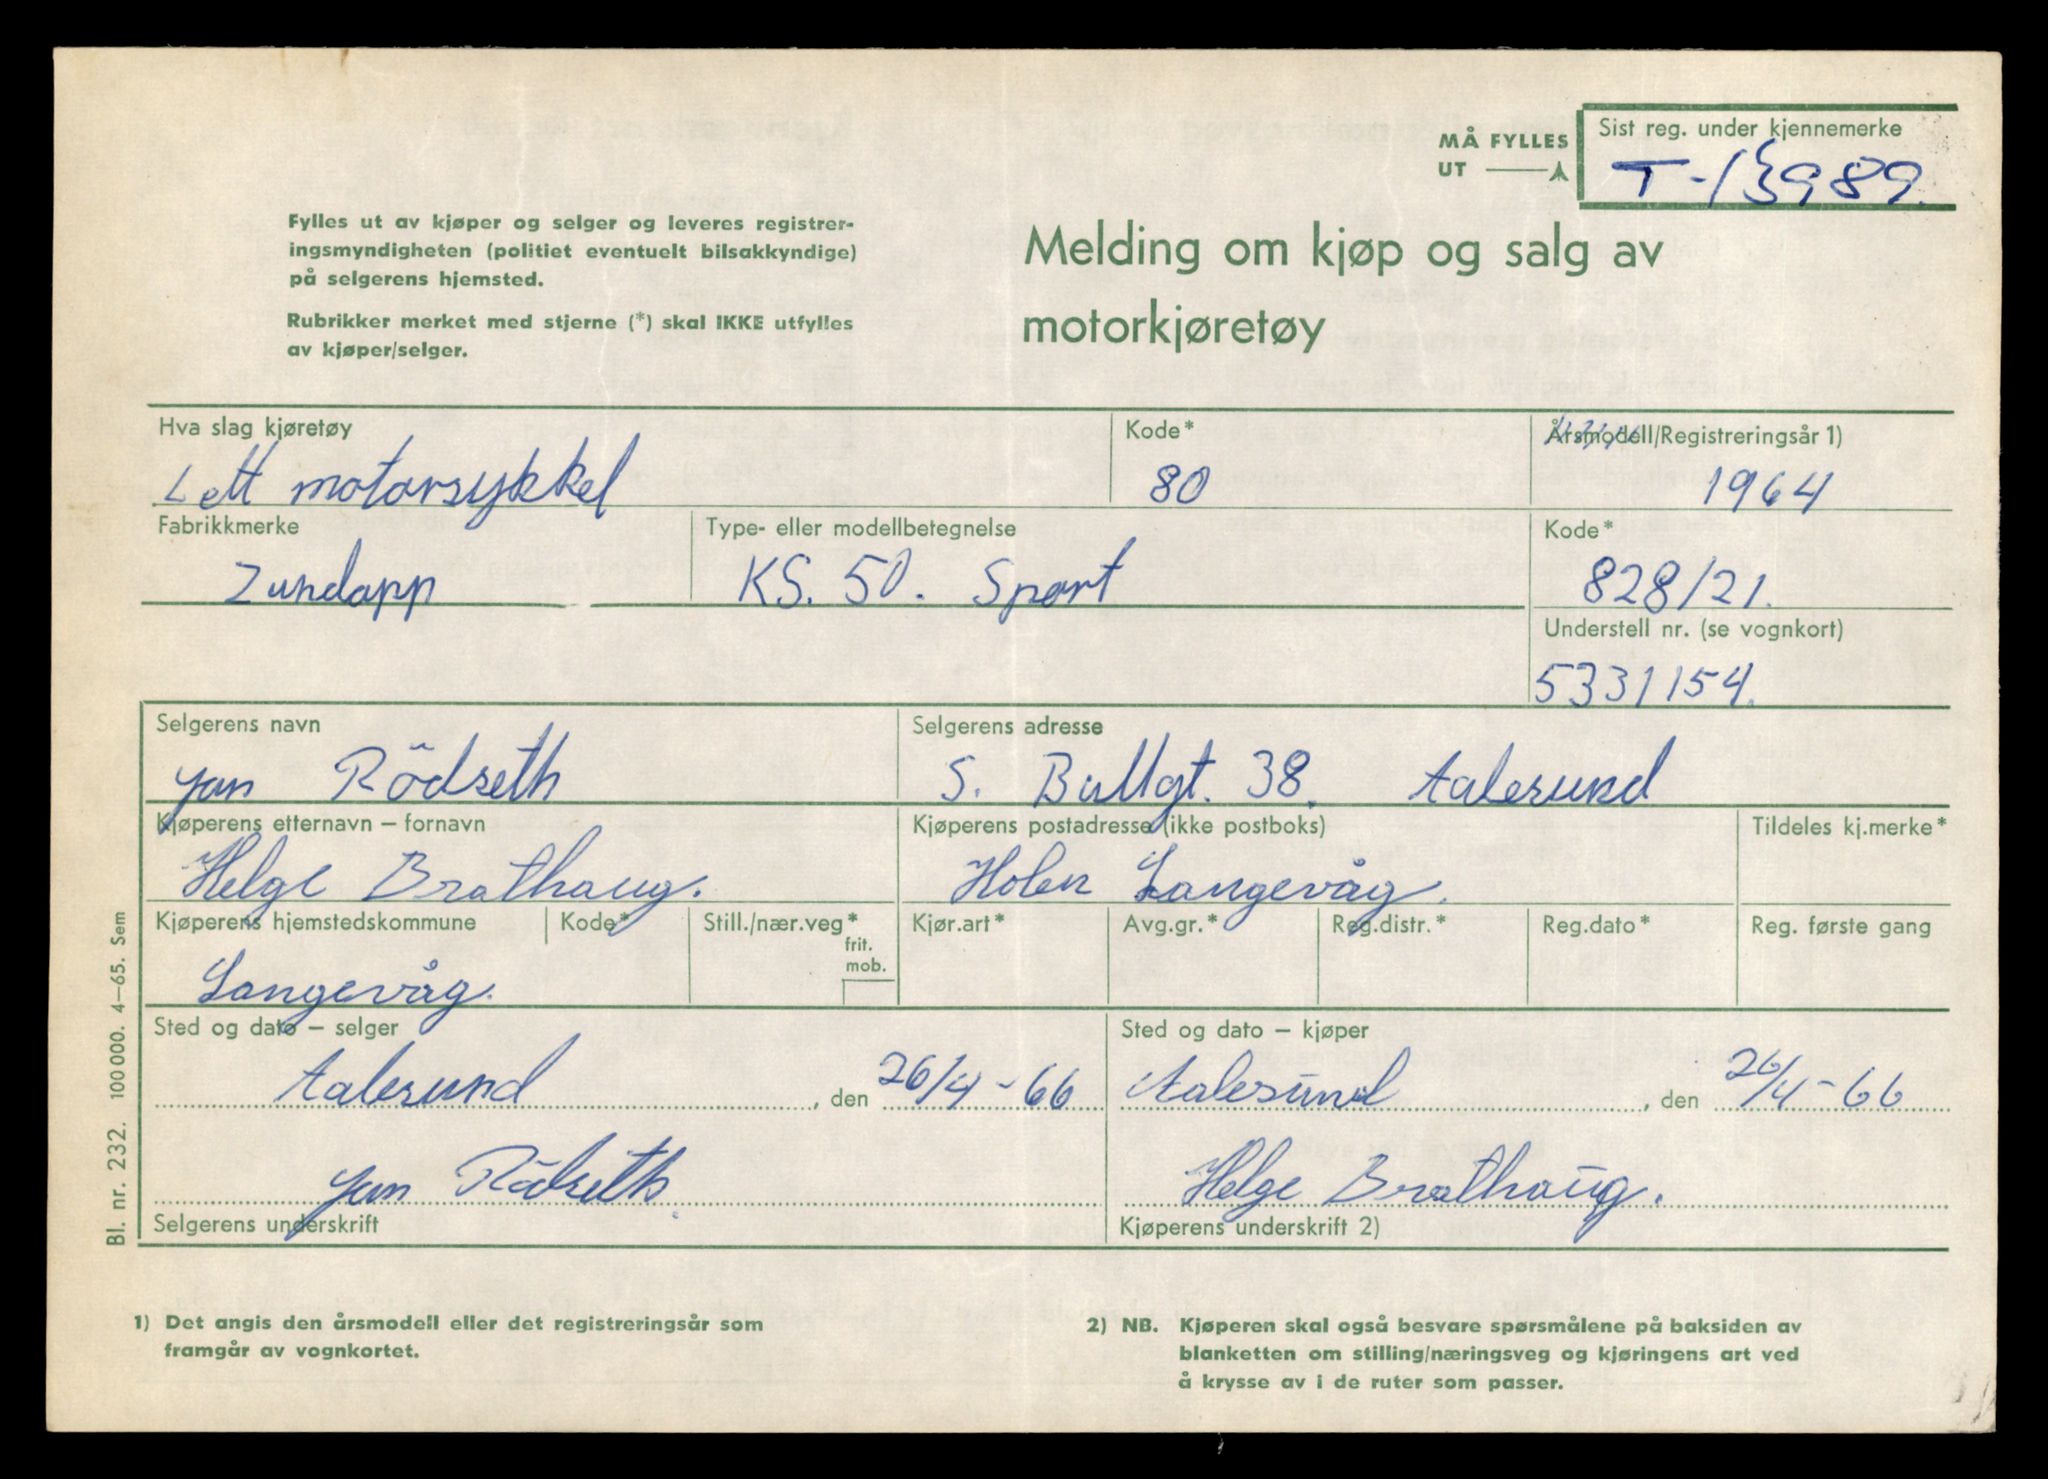 MÅ FYLLES UT
Sist reg. under kjennemerke
T-13989.
Fylles ut av kjøper og selger og leveres registrer-
ingsmyndigheten (politiet eventuelt bilsakkyndige)
på selgerens hjemsted.
Rubrikker merket med stjerne (*) skal IKKE utfylles
av kjøper/selger.
Melding om kjøp og salg av
motorkjøretøy
Hva slag kjøretøy
Lett motorsykkel
Kode*
80
Årsmodell/Registreringsår 1)
1964
Fabrikkmerke
Zundapp
Type- eller modellbetegnelse
KS. 50. Sport
Kode*
828/21.
Understell nr. (se vognkort)
5331154.
Selgerens navn
Jan Rödseth
Selgerens adresse
S. Bullgt. 38. Aalesund
Kjøperens etternavn – fornavn
Helge Brathaug.
Kjøperens postadresse (ikke postboks)
Holen Langevåg.
Tildeles kj.merke*
Kjøperens hjemstedskommune
Langevåg.
Kode*
Still./nær.veg*
frit.
mob.
Kjør.art*
Avg.gr.*
Reg.distr.*
Reg.dato*
Reg. første gang
Sted og dato – selger
Aalesund, den 26/4-66
Sted og dato – kjøper
Aalesund, den 26/4-66
Jan Rödseth
Selgerens underskrift
Helge Brathaug.
Kjøperens underskrift 2)
Bl. nr. 232. 100 000. 4–65. Sem
1) Det angis den årsmodell eller det registreringsår som
framgår av vognkortet.
2) NB. Kjøperen skal også besvare spørsmålene på baksiden av
blanketten om stilling/næringsveg og kjøringens art ved
å krysse av i de ruter som passer.